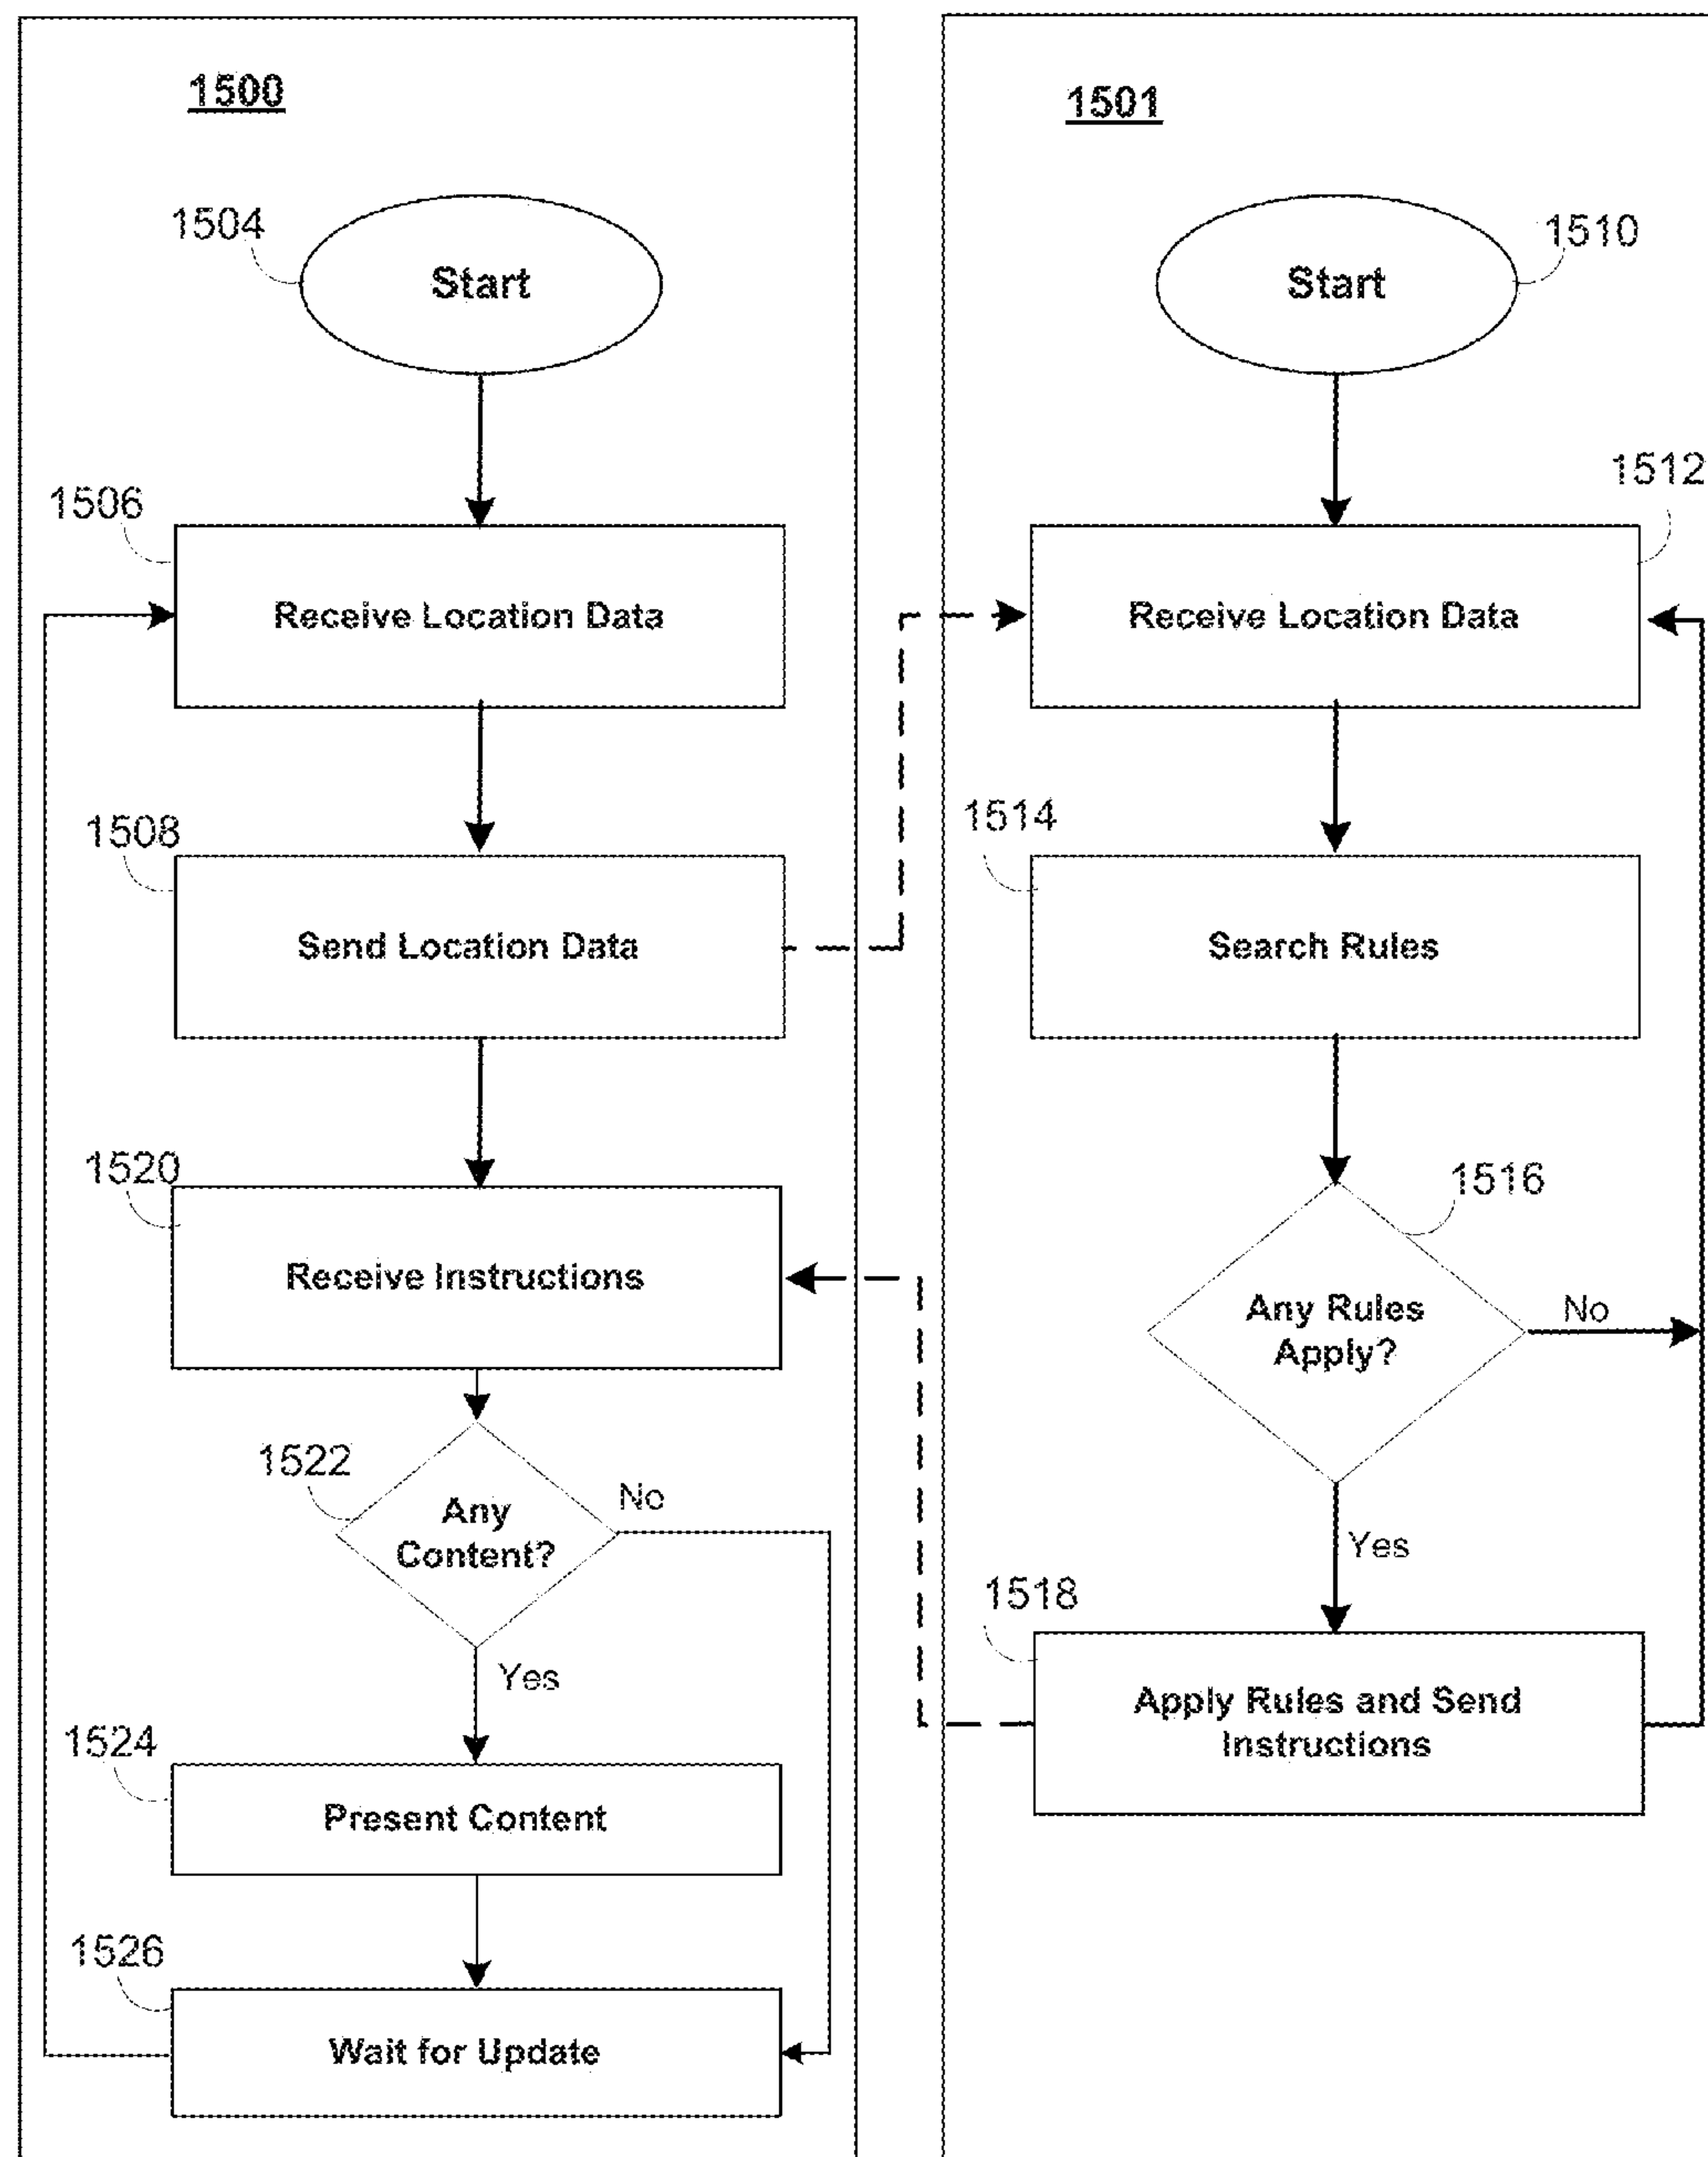 1500
1504
Start
1506
Receive Location Data
1508
Send Location Data
1520
Receive Instructions
1522
Any
Content?
No
Yes
1524
Present Content
1526
Wait for Update
1501
1510
Start
1512
Receive Location Data
1514
Search Rules
1516
Any Rules
Apply?
No
Yes
1518
Apply Rules and Send
Instructions